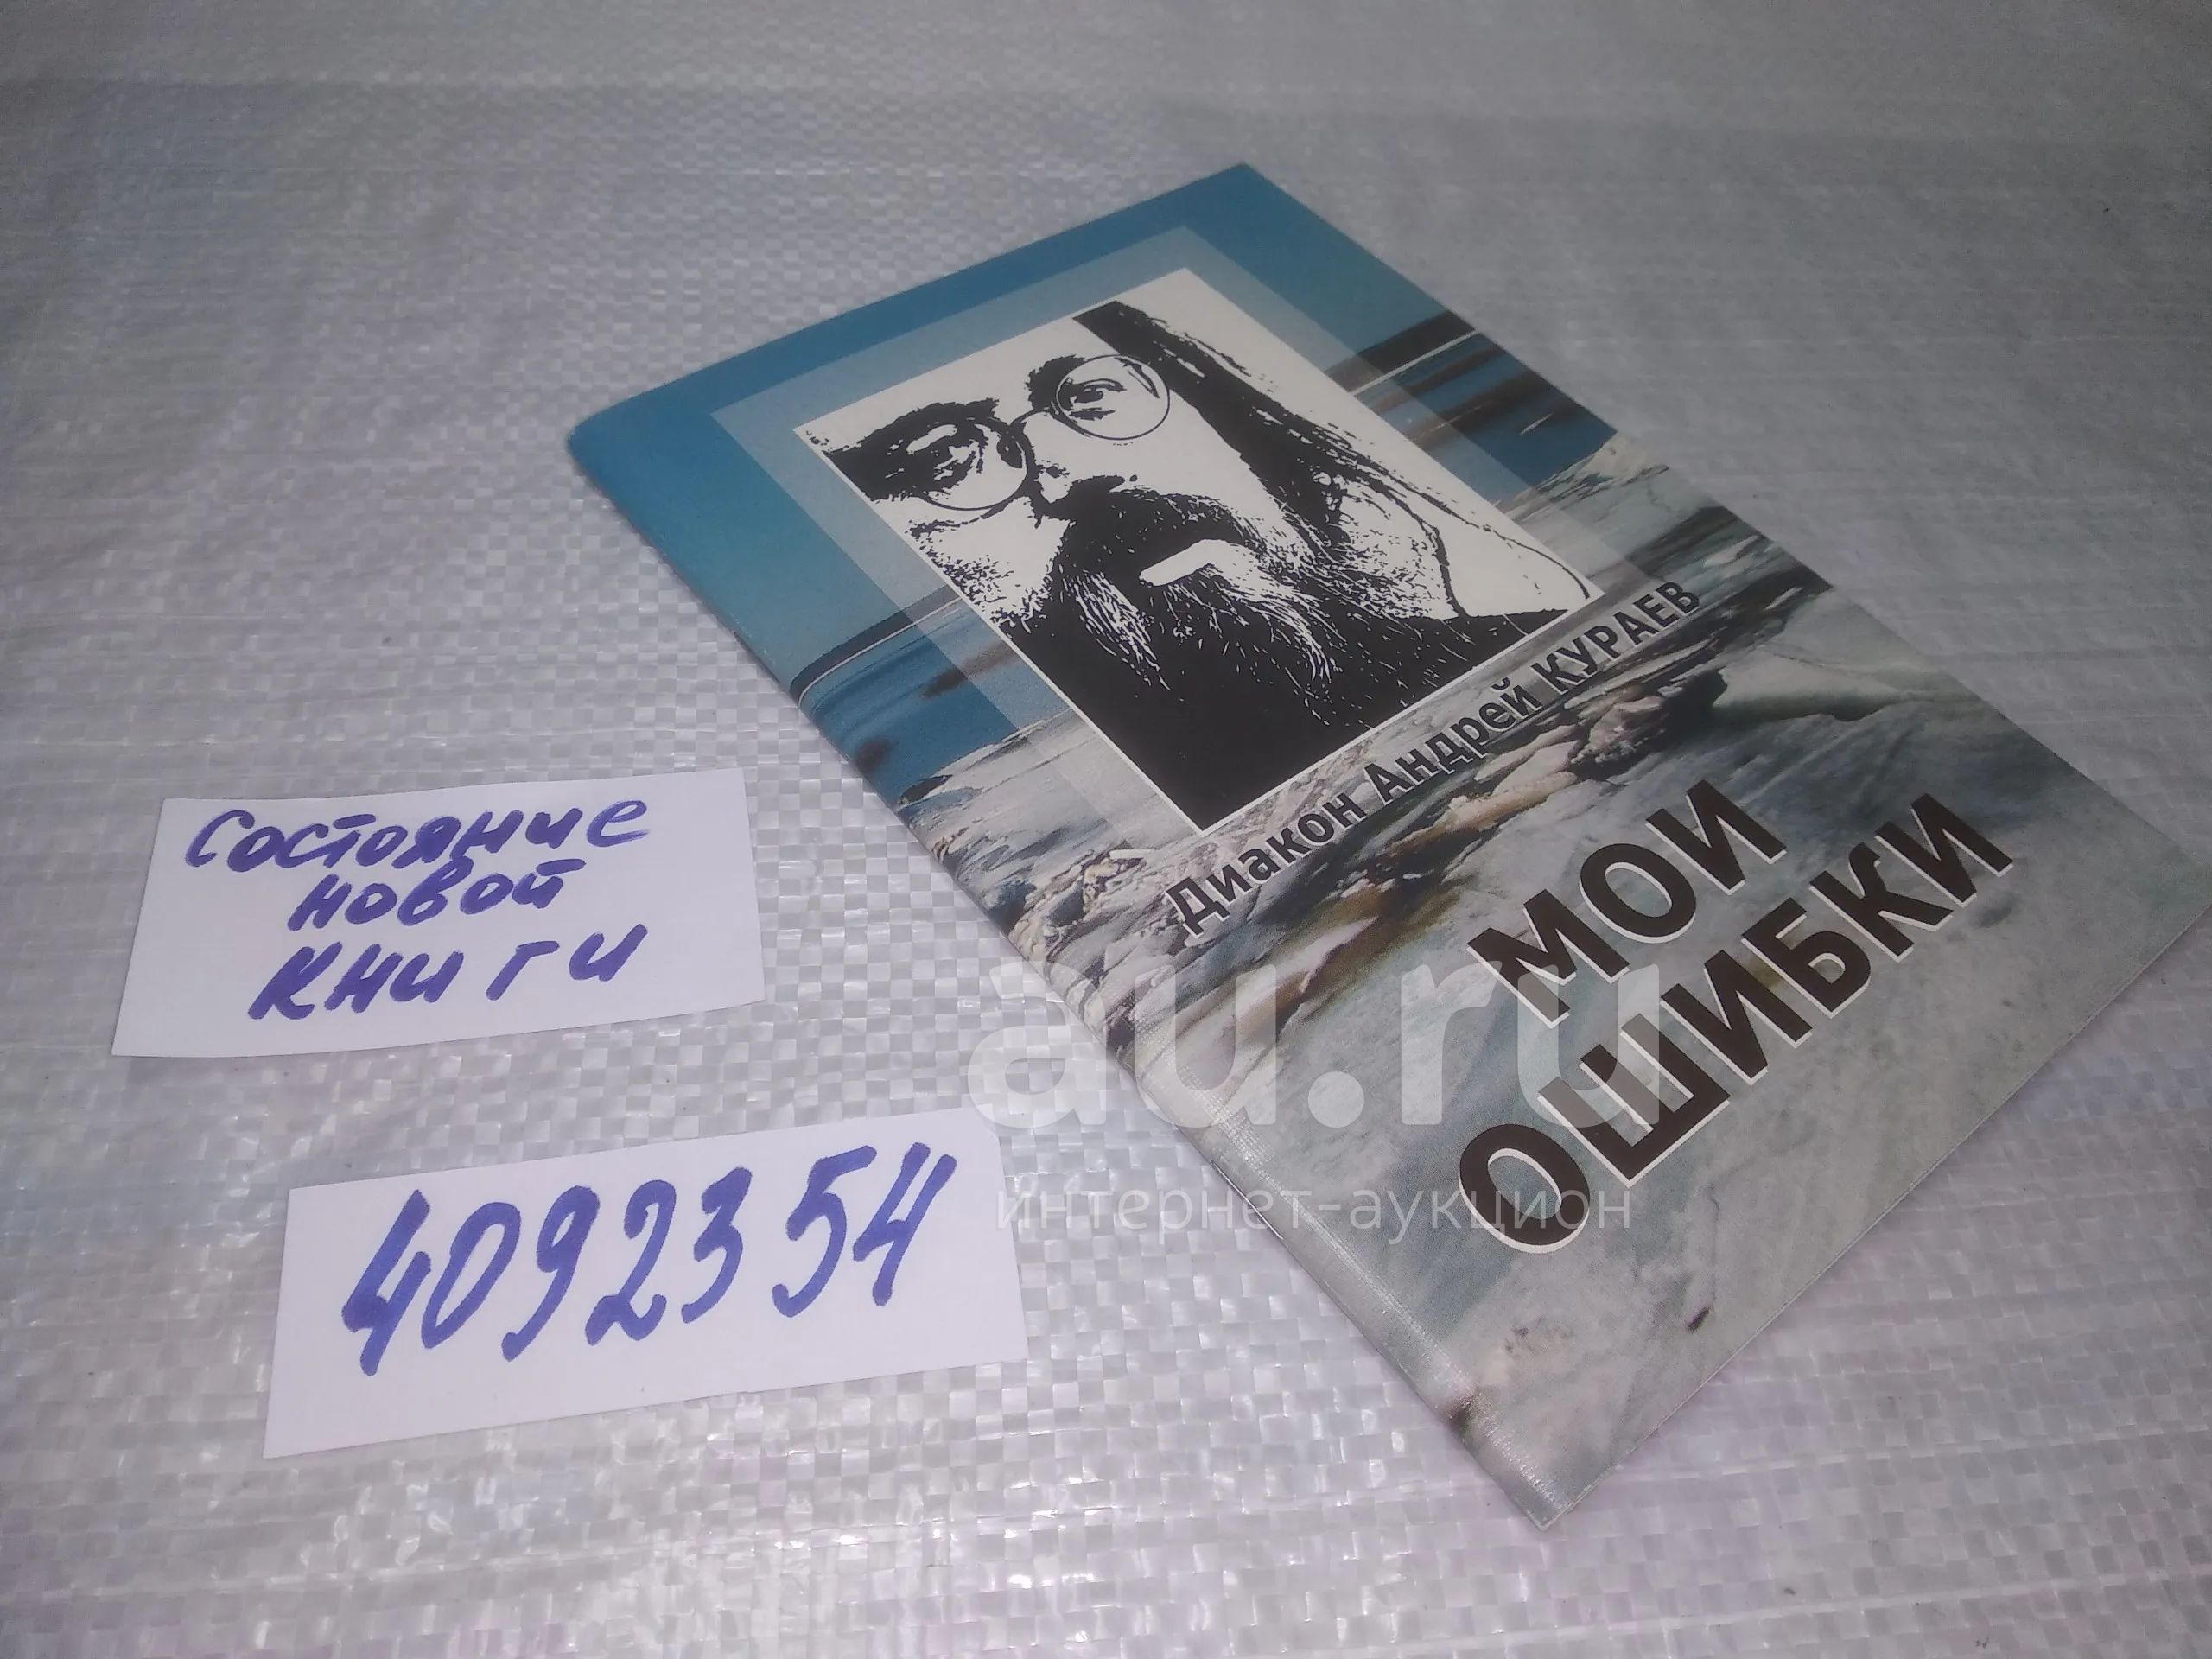 Состояние
новой
книги
4092354
Диакон Андрей КУРАЕВ
МОИ
ОШИБКИ
au.ru
интернет-аукцион